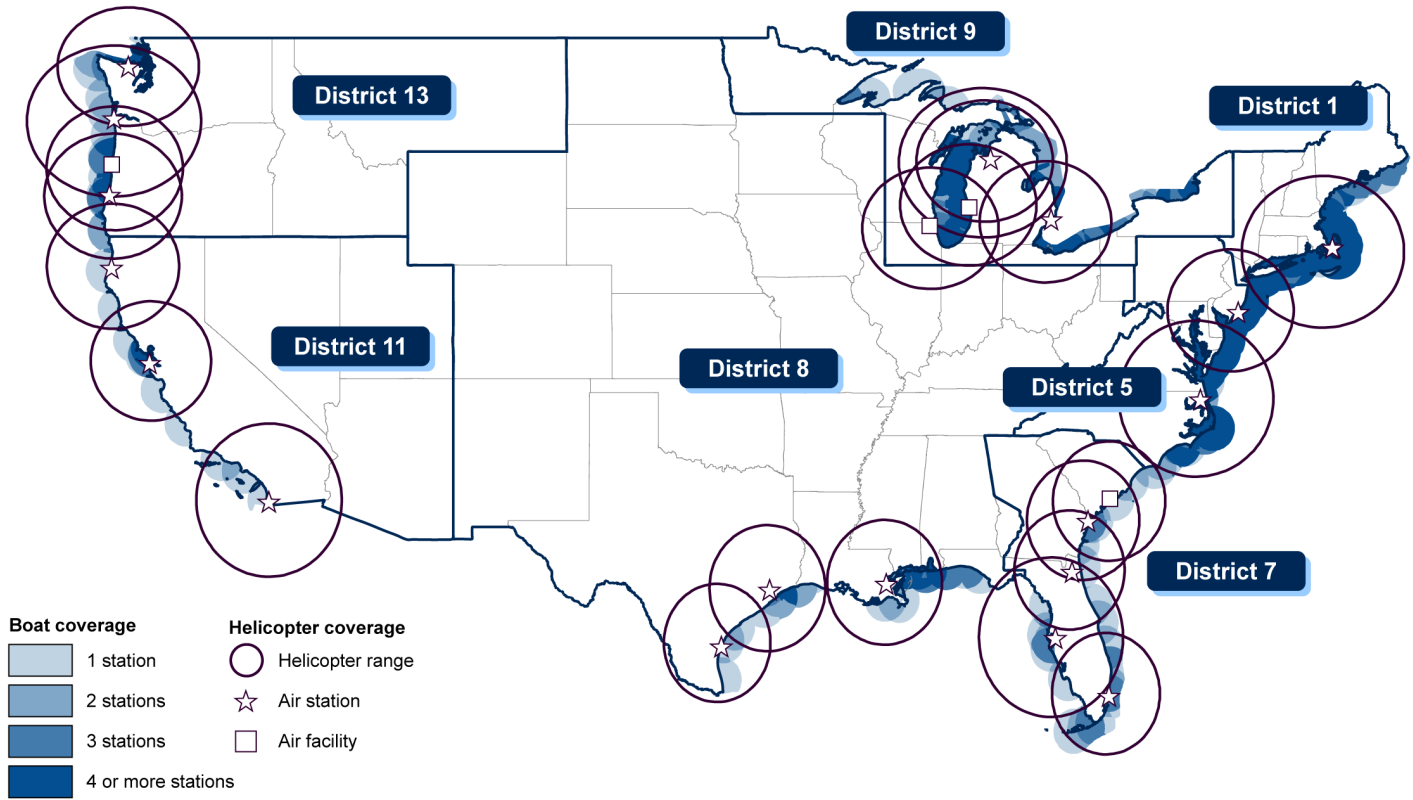 District 9
District 13
District 1
District 11
District 8
District 5
District 7
Boat coverage
1 station
2 stations
3 stations
4 or more stations
Helicopter coverage
Helicopter range
Air station
Air facility